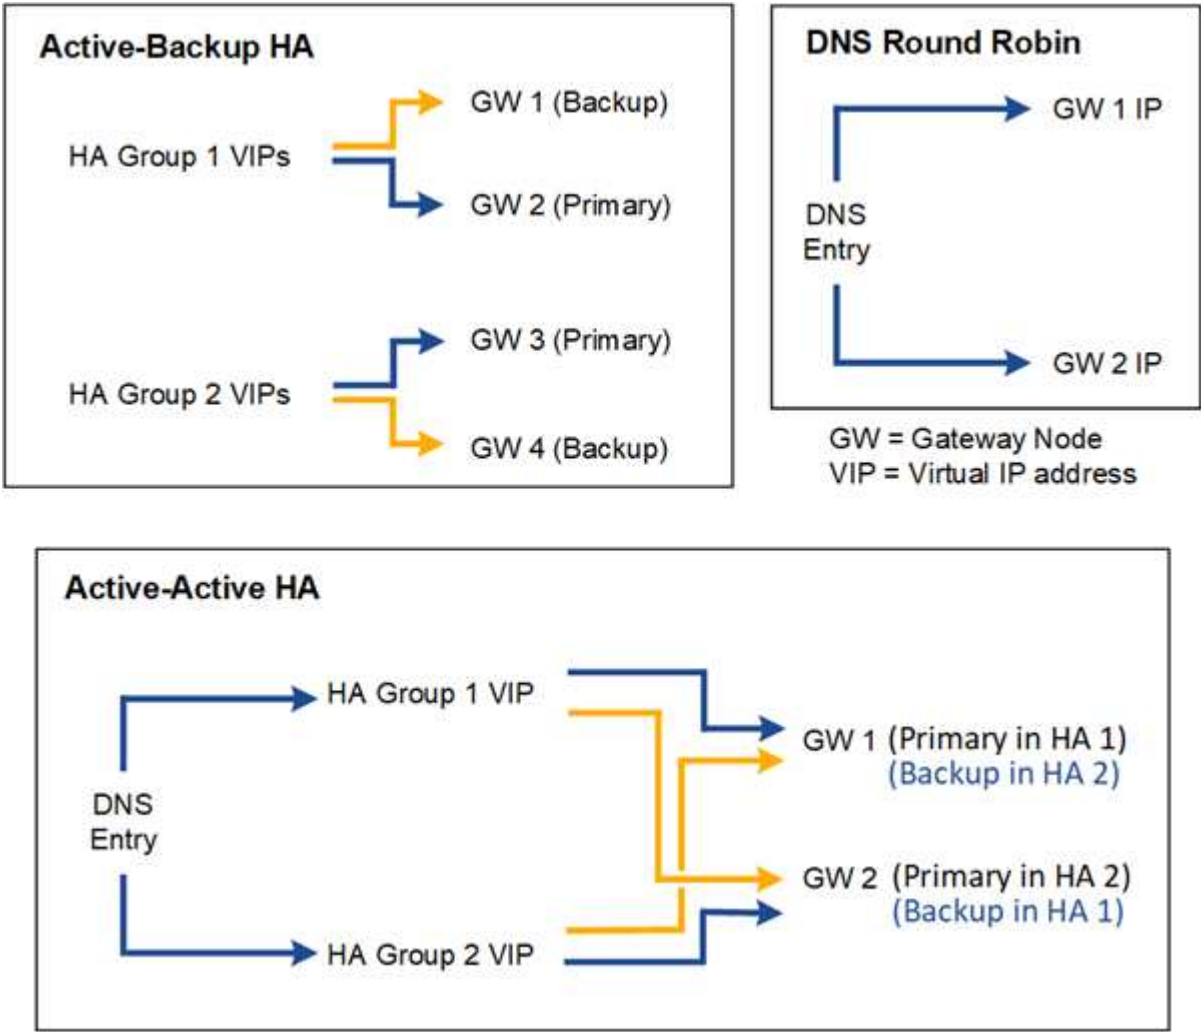 Active-Backup HA
HA Group 1 VIPs
GW 1 (Backup)
GW 2 (Primary)
HA Group 2 VIPs
GW 3 (Primary)
GW 4 (Backup)
DNS Round Robin
DNS
Entry
GW 1 IP
GW 2 IP
GW = Gateway Node
VIP = Virtual IP address
Active-Active HA
DNS
Entry
HA Group 1 VIP
HA Group 2 VIP
GW 1 (Primary in HA 1)
(Backup in HA 2)
GW 2 (Primary in HA 2)
(Backup in HA 1)